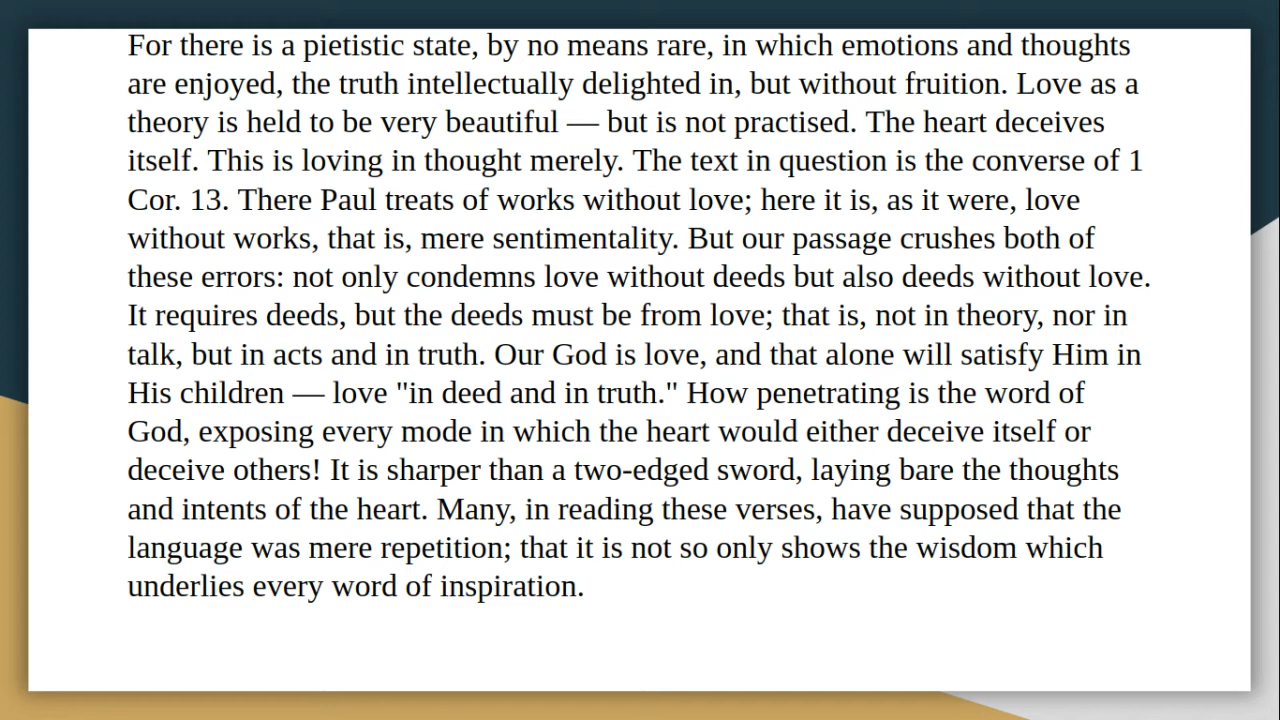 For there is a pietistic state, by no means rare, in which emotions and thoughts
are enjoyed, the truth intellectually delighted in, but without fruition. Love as a
theory is held to be very beautiful — but is not practised. The heart deceives
itself. This is loving in thought merely. The text in question is the converse of 1
Cor. 13. There Paul treats of works without love; here it is, as it were, love
without works, that is, mere sentimentality. But our passage crushes both of
these errors: not only condemns love without deeds but also deeds without love.
It requires deeds, but the deeds must be from love; that is, not in theory, nor in
talk, but in acts and in truth. Our God is love, and that alone will satisfy Him in
His children — love "in deed and in truth." How penetrating is the word of
God, exposing every mode in which the heart would either deceive itself or
deceive others! It is sharper than a two-edged sword, laying bare the thoughts
and intents of the heart. Many, in reading these verses, have supposed that the
language was mere repetition; that it is not so only shows the wisdom which
underlies every word of inspiration.